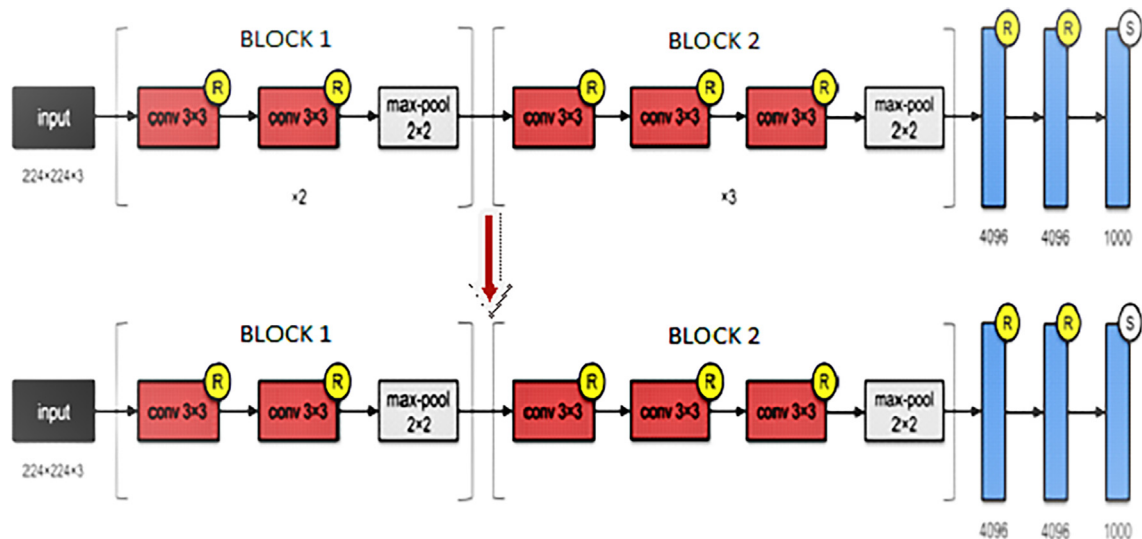 BLOCK 1
BLOCK 2
R
R
R
R
R
R
R
S
input
conv 3×3
conv 3×3
max-pool
2×2
conv 3×3
conv 3×3
conv 3×3
max-pool
2×2
224×224×3
×2
×3
4096
4096
1000
BLOCK 1
BLOCK 2
R
R
R
R
R
R
R
S
input
conv 3×3
conv 3×3
max-pool
2×2
conv 3×3
conv 3×3
conv 3×3
max-pool
2×2
224×224×3
4096
4096
1000